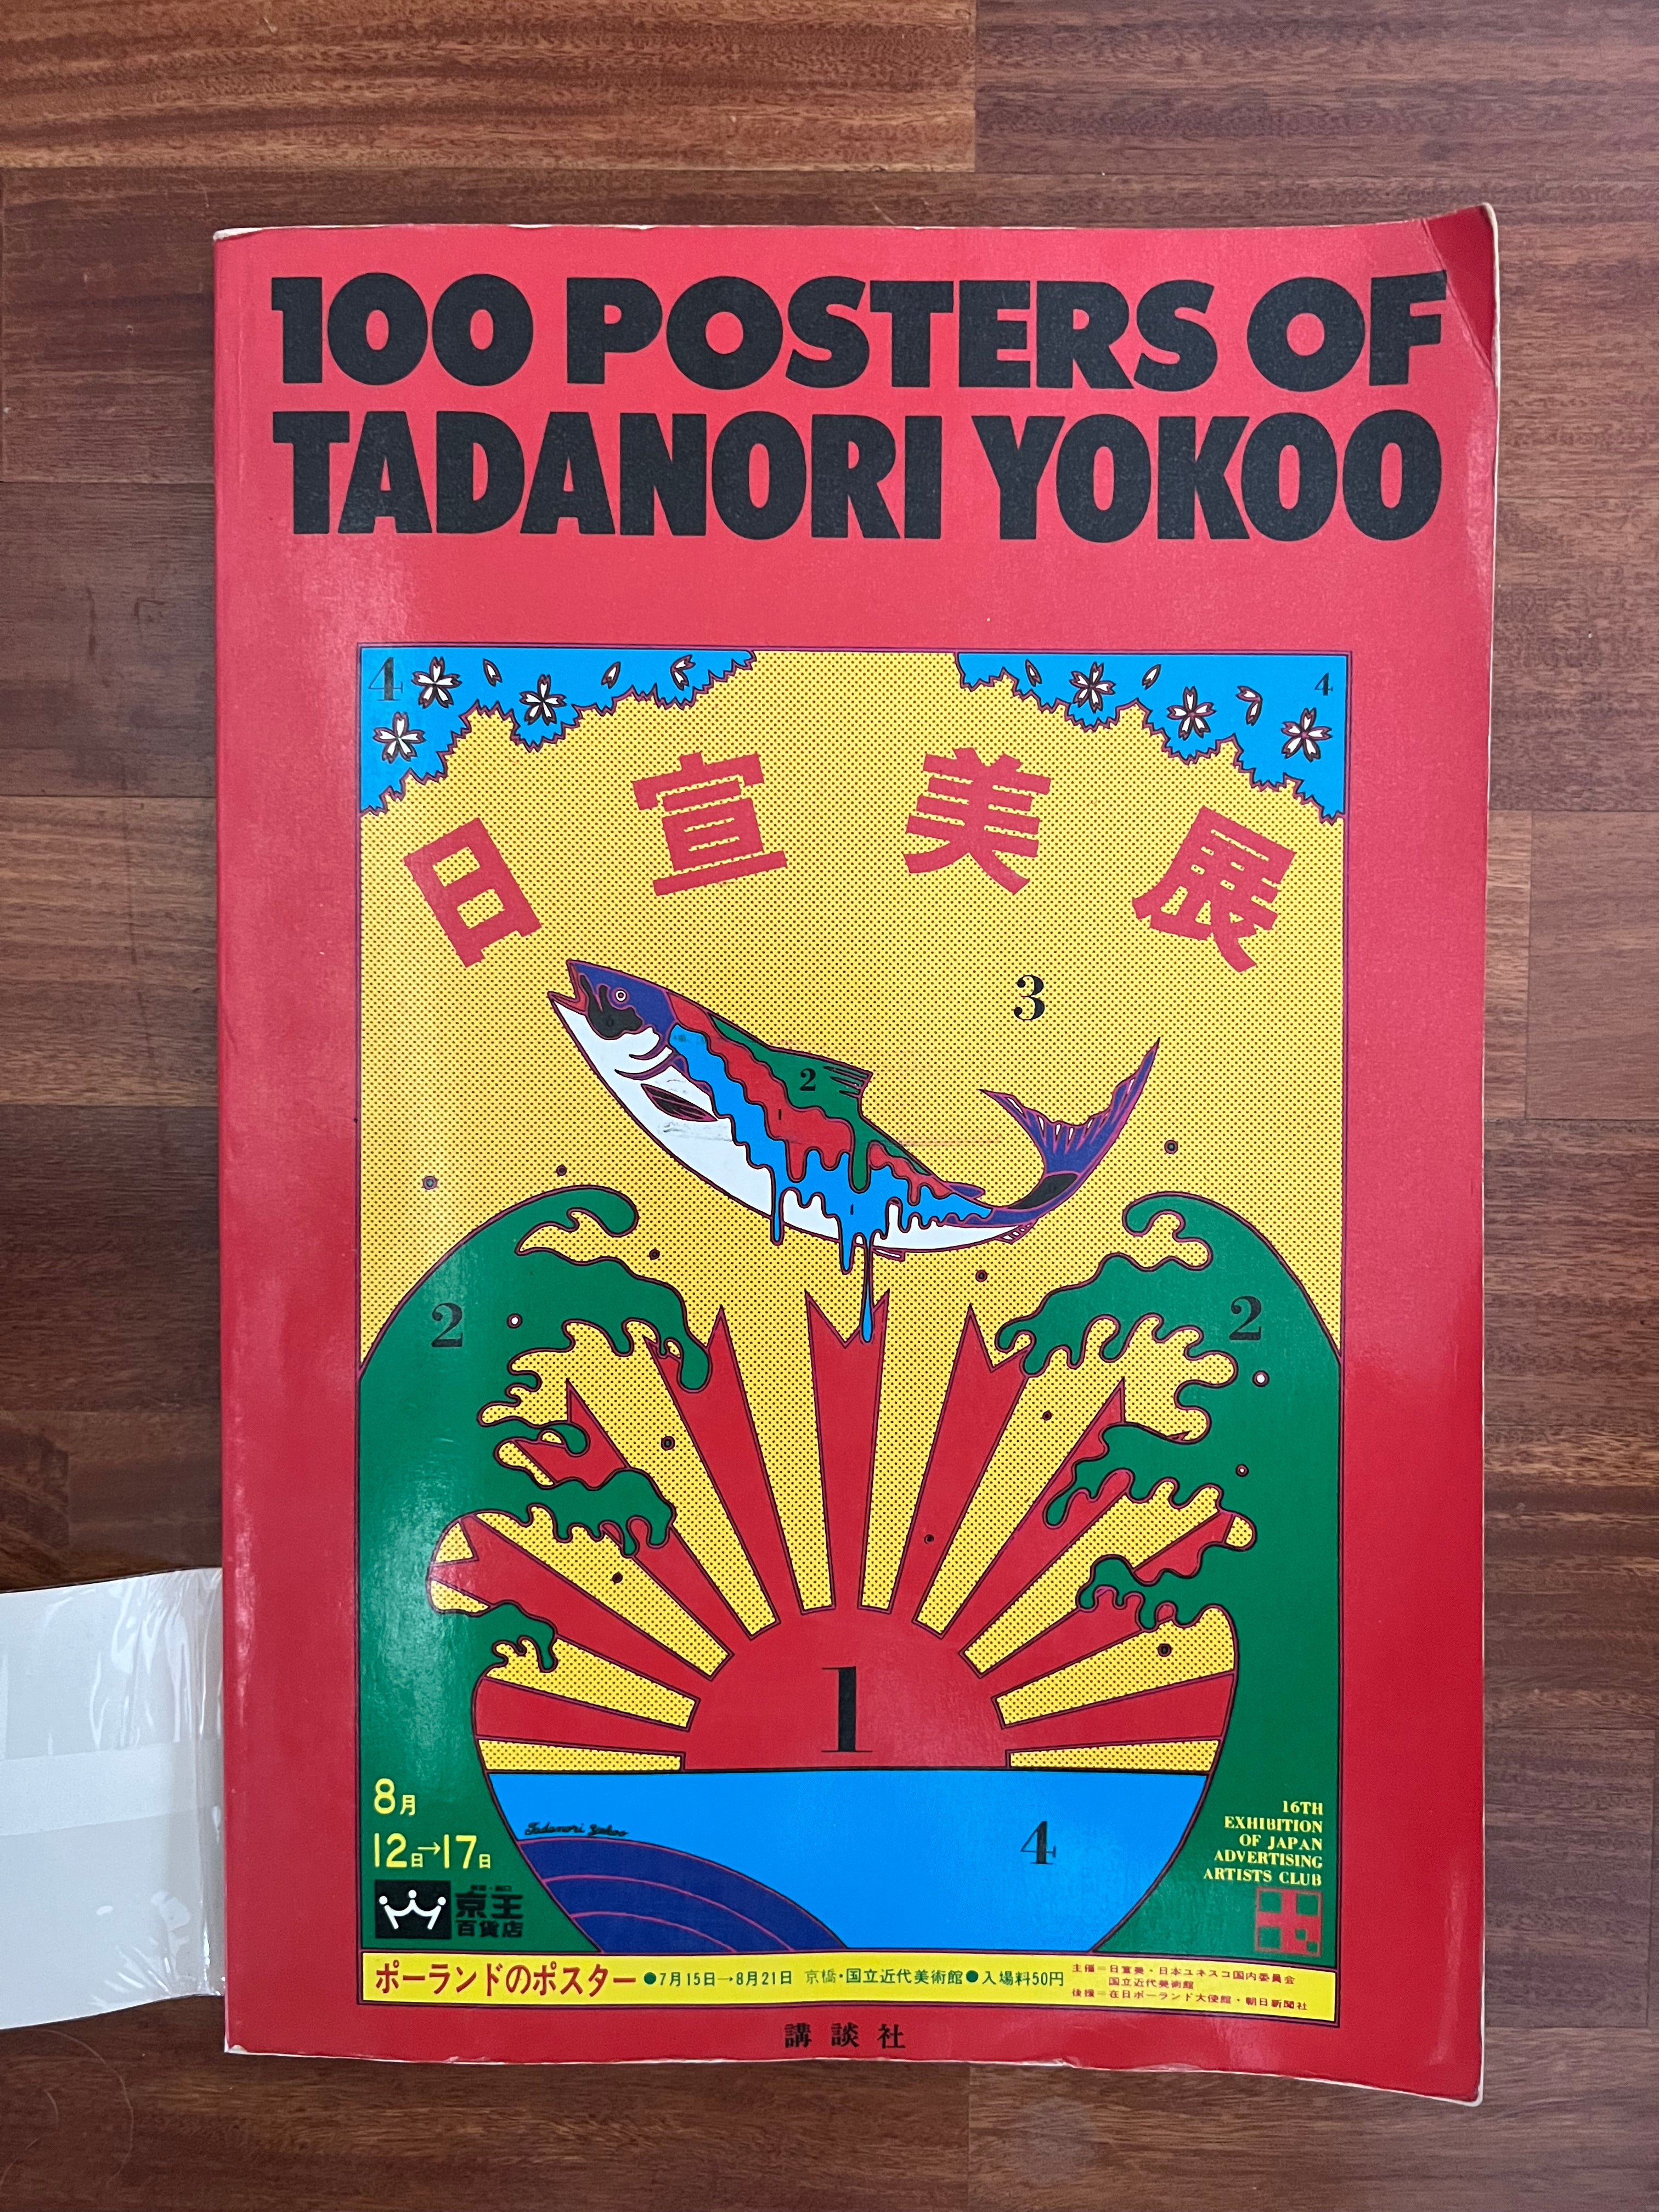 100 POSTERS OF
TADANORI YOKOO
4
4
日宣美展
3
2
1
1
2
2
1
4
8月
12日→17日
京王
百貨店
Tadanori Yokoo
16TH
EXHIBITION
OF JAPAN
ADVERTISING
ARTISTS CLUB
ポーランドのポスター ●7月15日→8月21日 京橋・国立近代美術館●入場料50円
主催=日宣美・日本ユネスコ国内委員会
国立近代美術館
後援=在日ポーランド大使館・朝日新聞社
講談社